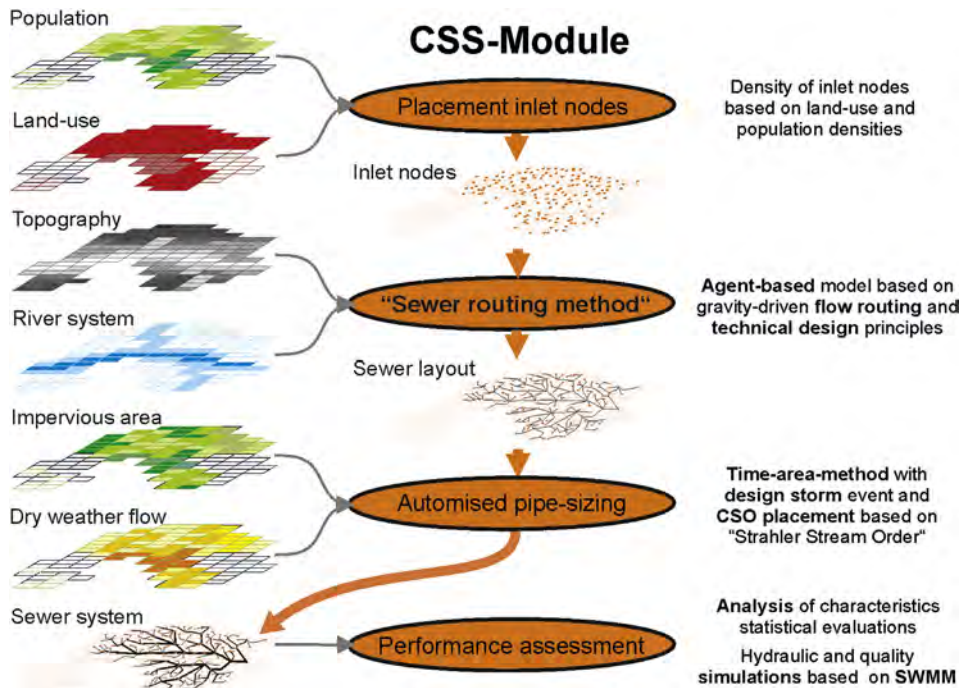 Population
CSS-Module
Placement inlet nodes
Density of inlet nodes
based on land-use and
population densities
Land-use
Inlet nodes
Topography
“Sewer routing method“
Agent-based model based on
gravity-driven flow routing and
technical design principles
River system
Sewer layout
Impervious area
Automised pipe-sizing
Time-area-method with
design storm event and
CSO placement based on
“Strahler Stream Order“
Dry weather flow
Sewer system
Performance assessment
Analysis of characteristics
statistical evaluations
Hydraulic and quality
simulations based on SWMM